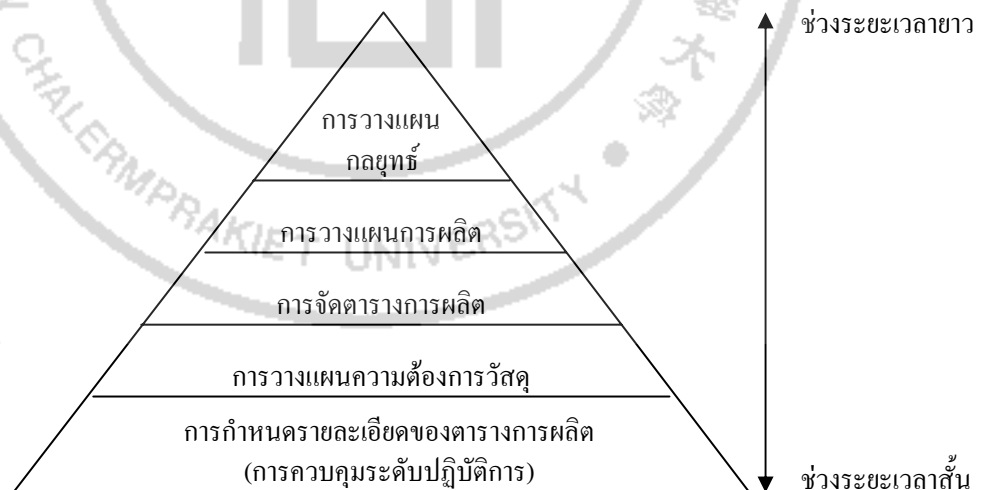 ช่วงระยะเวลายาว
การวางแผน
กลยุทธ์
การวางแผนการผลิต
การจัดตารางการผลิต
การวางแผนความต้องการวัสดุ
การกำหนดรายละเอียดของตารางการผลิต
(การควบคุมระดับปฏิบัติการ)
ช่วงระยะเวลาสั้น
CHALERMPRAKIET UNIVERSITY
大